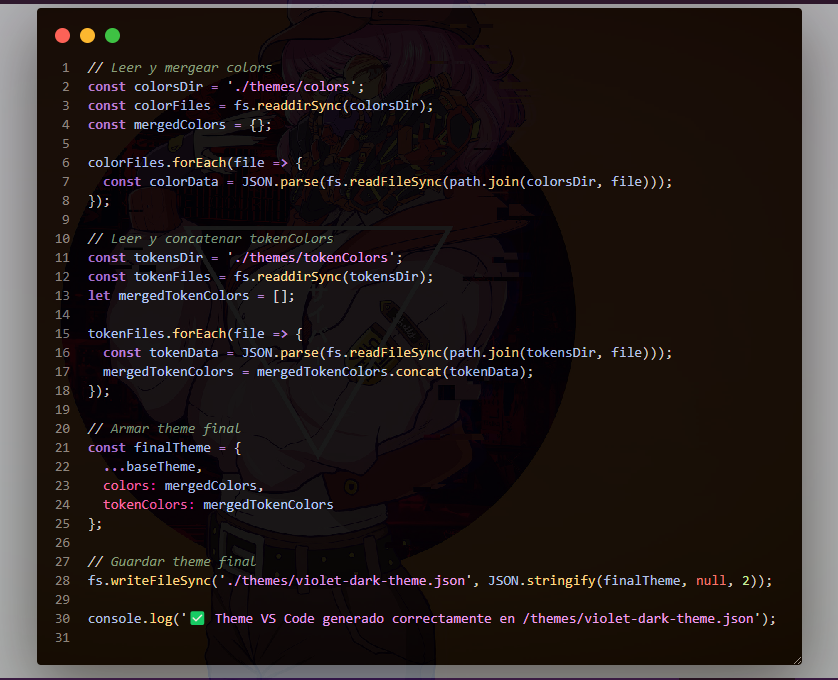 1 // Leer y mergear colors
2 const colorsDir = './themes/colors';
3 const colorFiles = fs.readdirSync(colorsDir);
4 const mergedColors = {};
5
6 colorFiles.forEach(file => {
7   const colorData = JSON.parse(fs.readFileSync(path.join(colorsDir, file)));
8 });
9
10 // Leer y concatenar tokenColors
11 const tokensDir = './themes/tokenColors';
12 const tokenFiles = fs.readdirSync(tokensDir);
13 let mergedTokenColors = [];
14
15 tokenFiles.forEach(file => {
16   const tokenData = JSON.parse(fs.readFileSync(path.join(tokensDir, file)));
17   mergedTokenColors = mergedTokenColors.concat(tokenData);
18 });
19
20 // Armar theme final
21 const finalTheme = {
22   ...baseTheme,
23   colors: mergedColors,
24   tokenColors: mergedTokenColors
25 };
26
27 // Guardar theme final
28 fs.writeFileSync('./themes/violet-dark-theme.json', JSON.stringify(finalTheme, null, 2));
29
30 console.log('✅ Theme VS Code generado correctamente en /themes/violet-dark-theme.json');
31